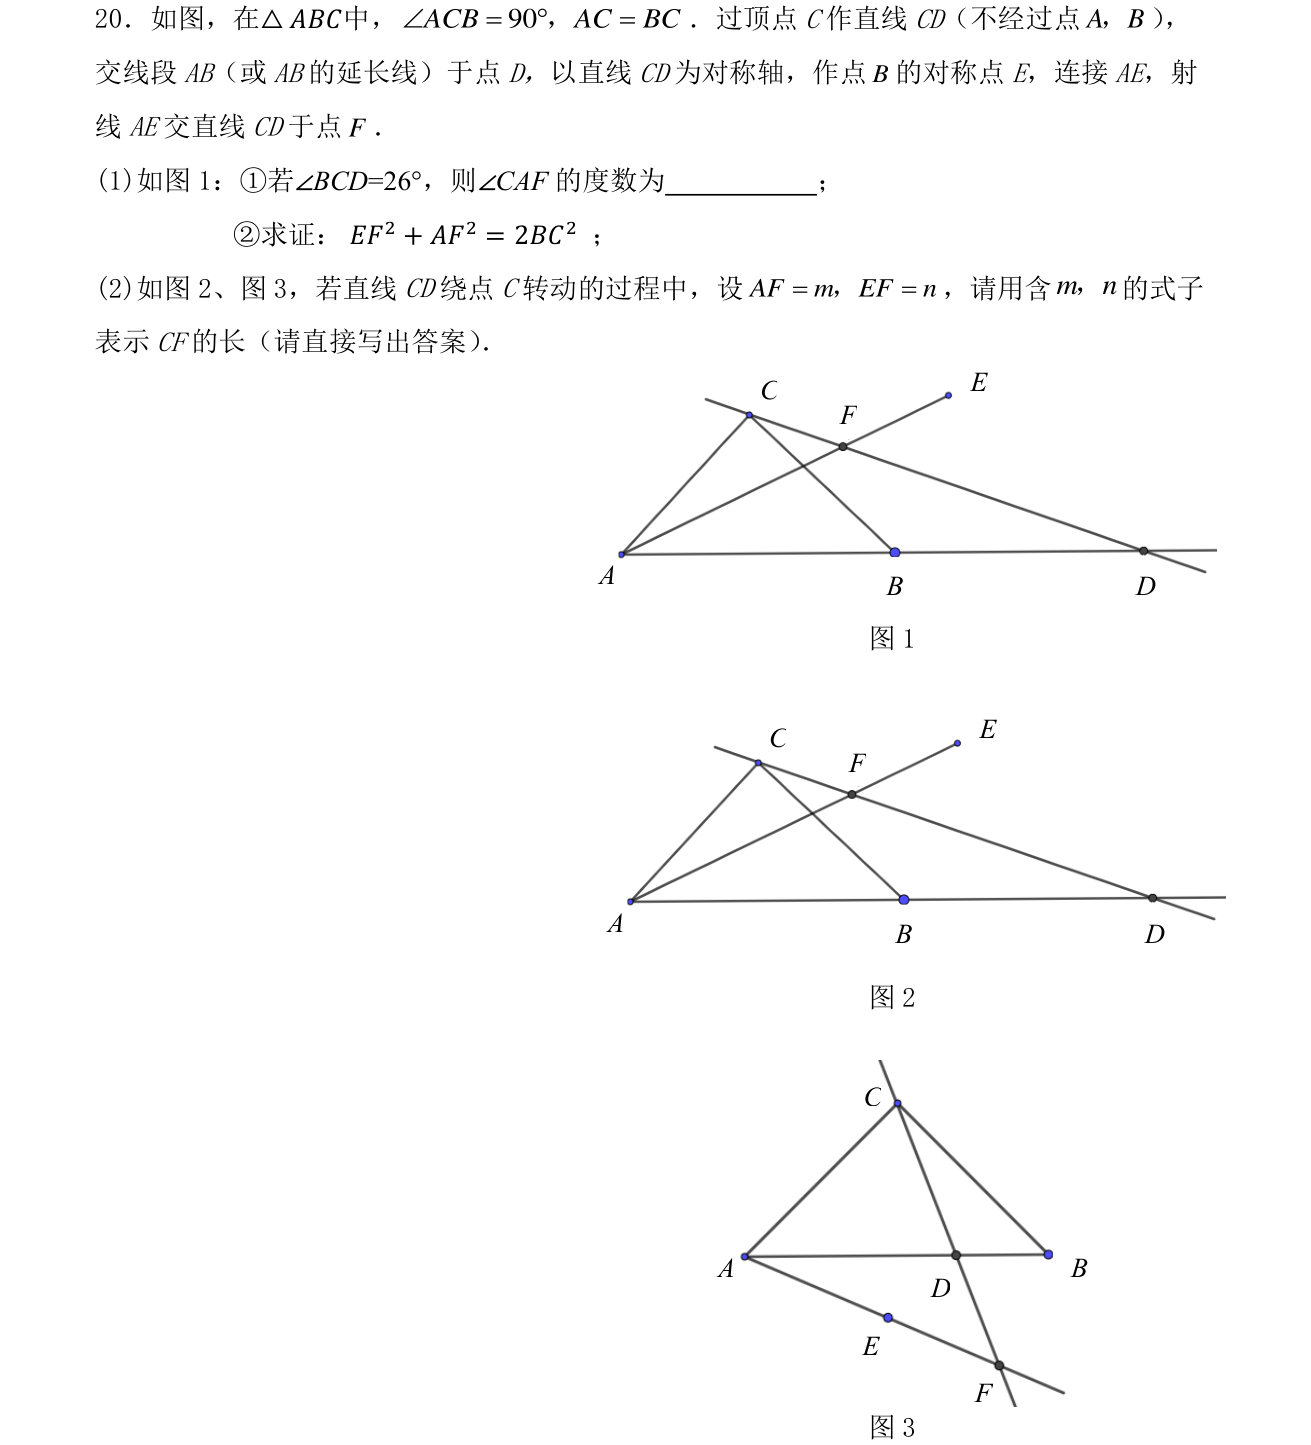 20．如图，在△ABC中，∠ACB = 90°，AC = BC．过顶点C作直线CD（不经过点A，B），
交线段AB（或AB的延长线）于点D，以直线CD为对称轴，作点B的对称点E，连接AE，射
线AE交直线CD于点F．
(1)如图1：①若∠BCD=26°，则∠CAF的度数为___________；
②求证：EF² + AF² = 2BC²；
(2)如图2、图3，若直线CD绕点C转动的过程中，设AF = m，EF = n，请用含m，n的式子
表示CF的长（请直接写出答案）．
C
E
F
A
B
D
图1
C
E
F
A
B
D
图2
C
A
D
B
E
F
图3